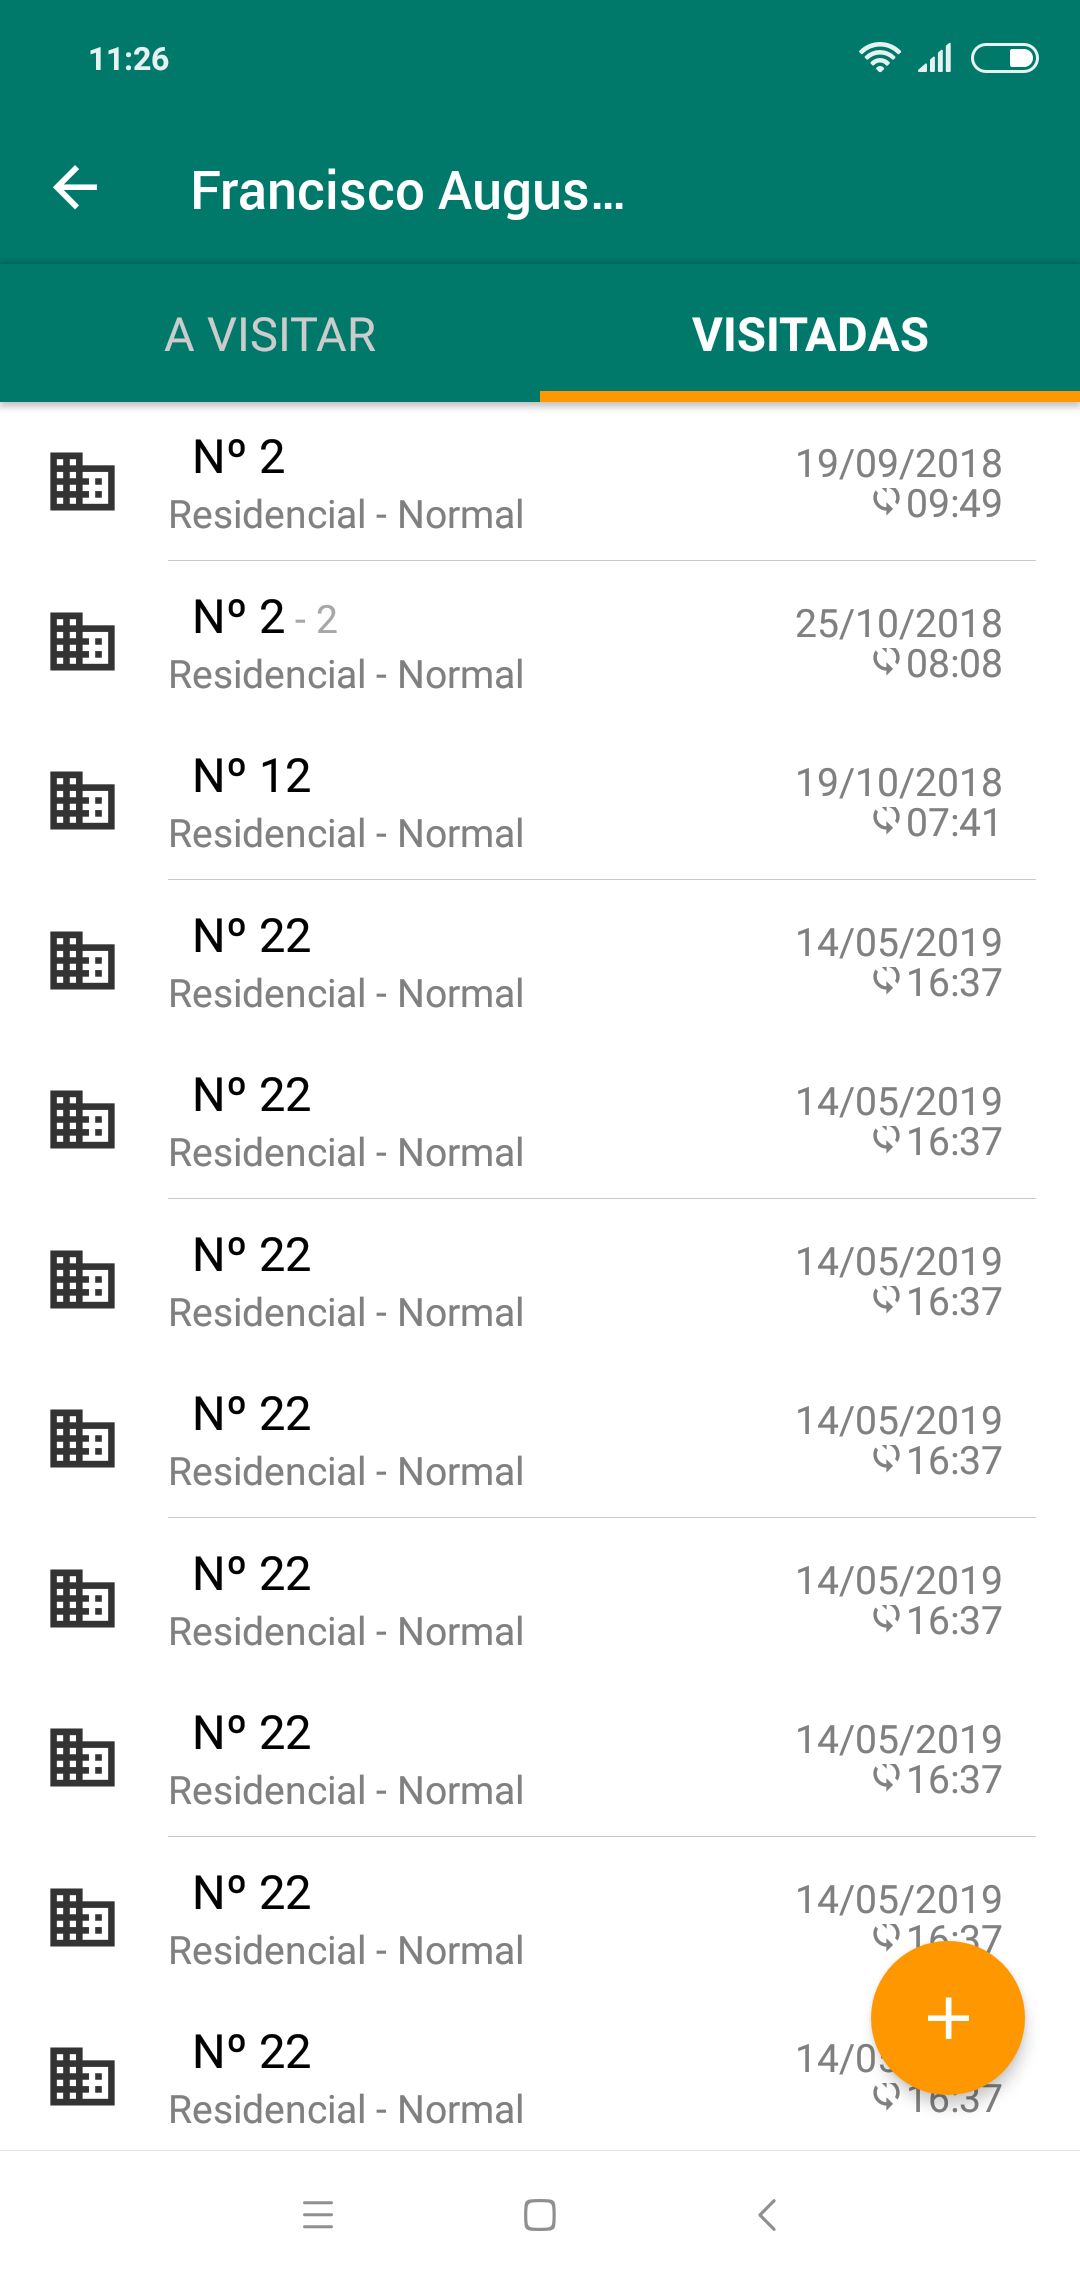 11:26
Francisco Augus...
A VISITAR
VISITADAS
Nº 2
19/09/2018
Residencial - Normal
09:49
Nº 2 - 2
25/10/2018
Residencial - Normal
08:08
Nº 12
19/10/2018
Residencial - Normal
07:41
Nº 22
14/05/2019
Residencial - Normal
16:37
Nº 22
14/05/2019
Residencial - Normal
16:37
Nº 22
14/05/2019
Residencial - Normal
16:37
Nº 22
14/05/2019
Residencial - Normal
16:37
Nº 22
14/05/2019
Residencial - Normal
16:37
Nº 22
14/05/2019
Residencial - Normal
16:37
Nº 22
14/05/2019
Residencial - Normal
16:37
Nº 22
Residencial - Normal
16:37